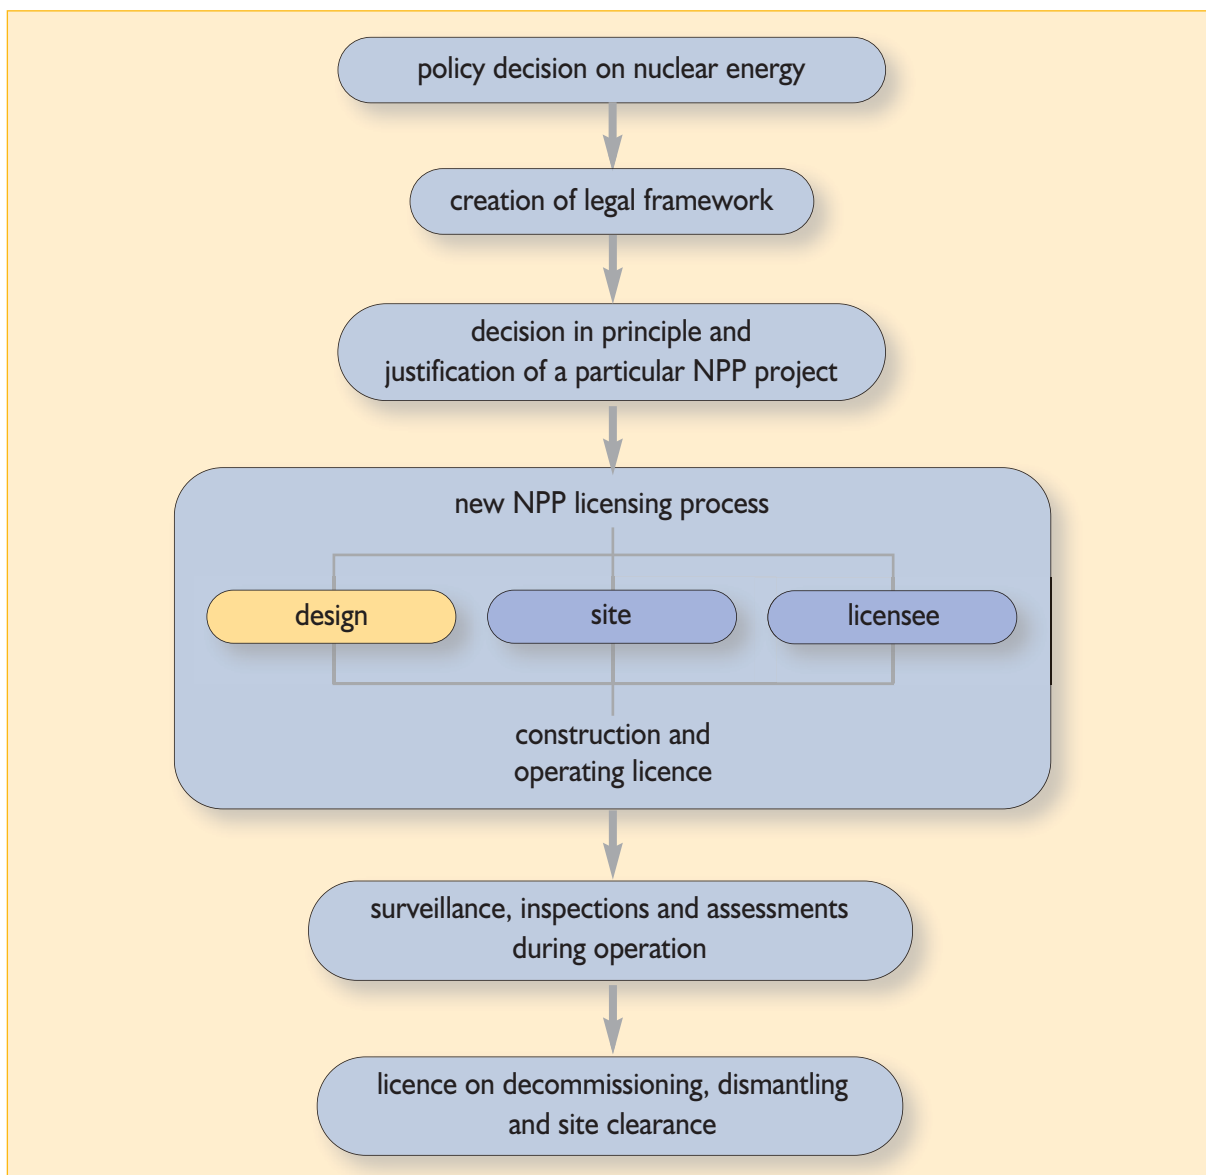 policy decision on nuclear energy
creation of legal framework
decision in principle and
justification of a particular NPP project
new NPP licensing process
design
site
licensee
construction and
operating licence
surveillance, inspections and assessments
during operation
licence on decommissioning, dismantling
and site clearance